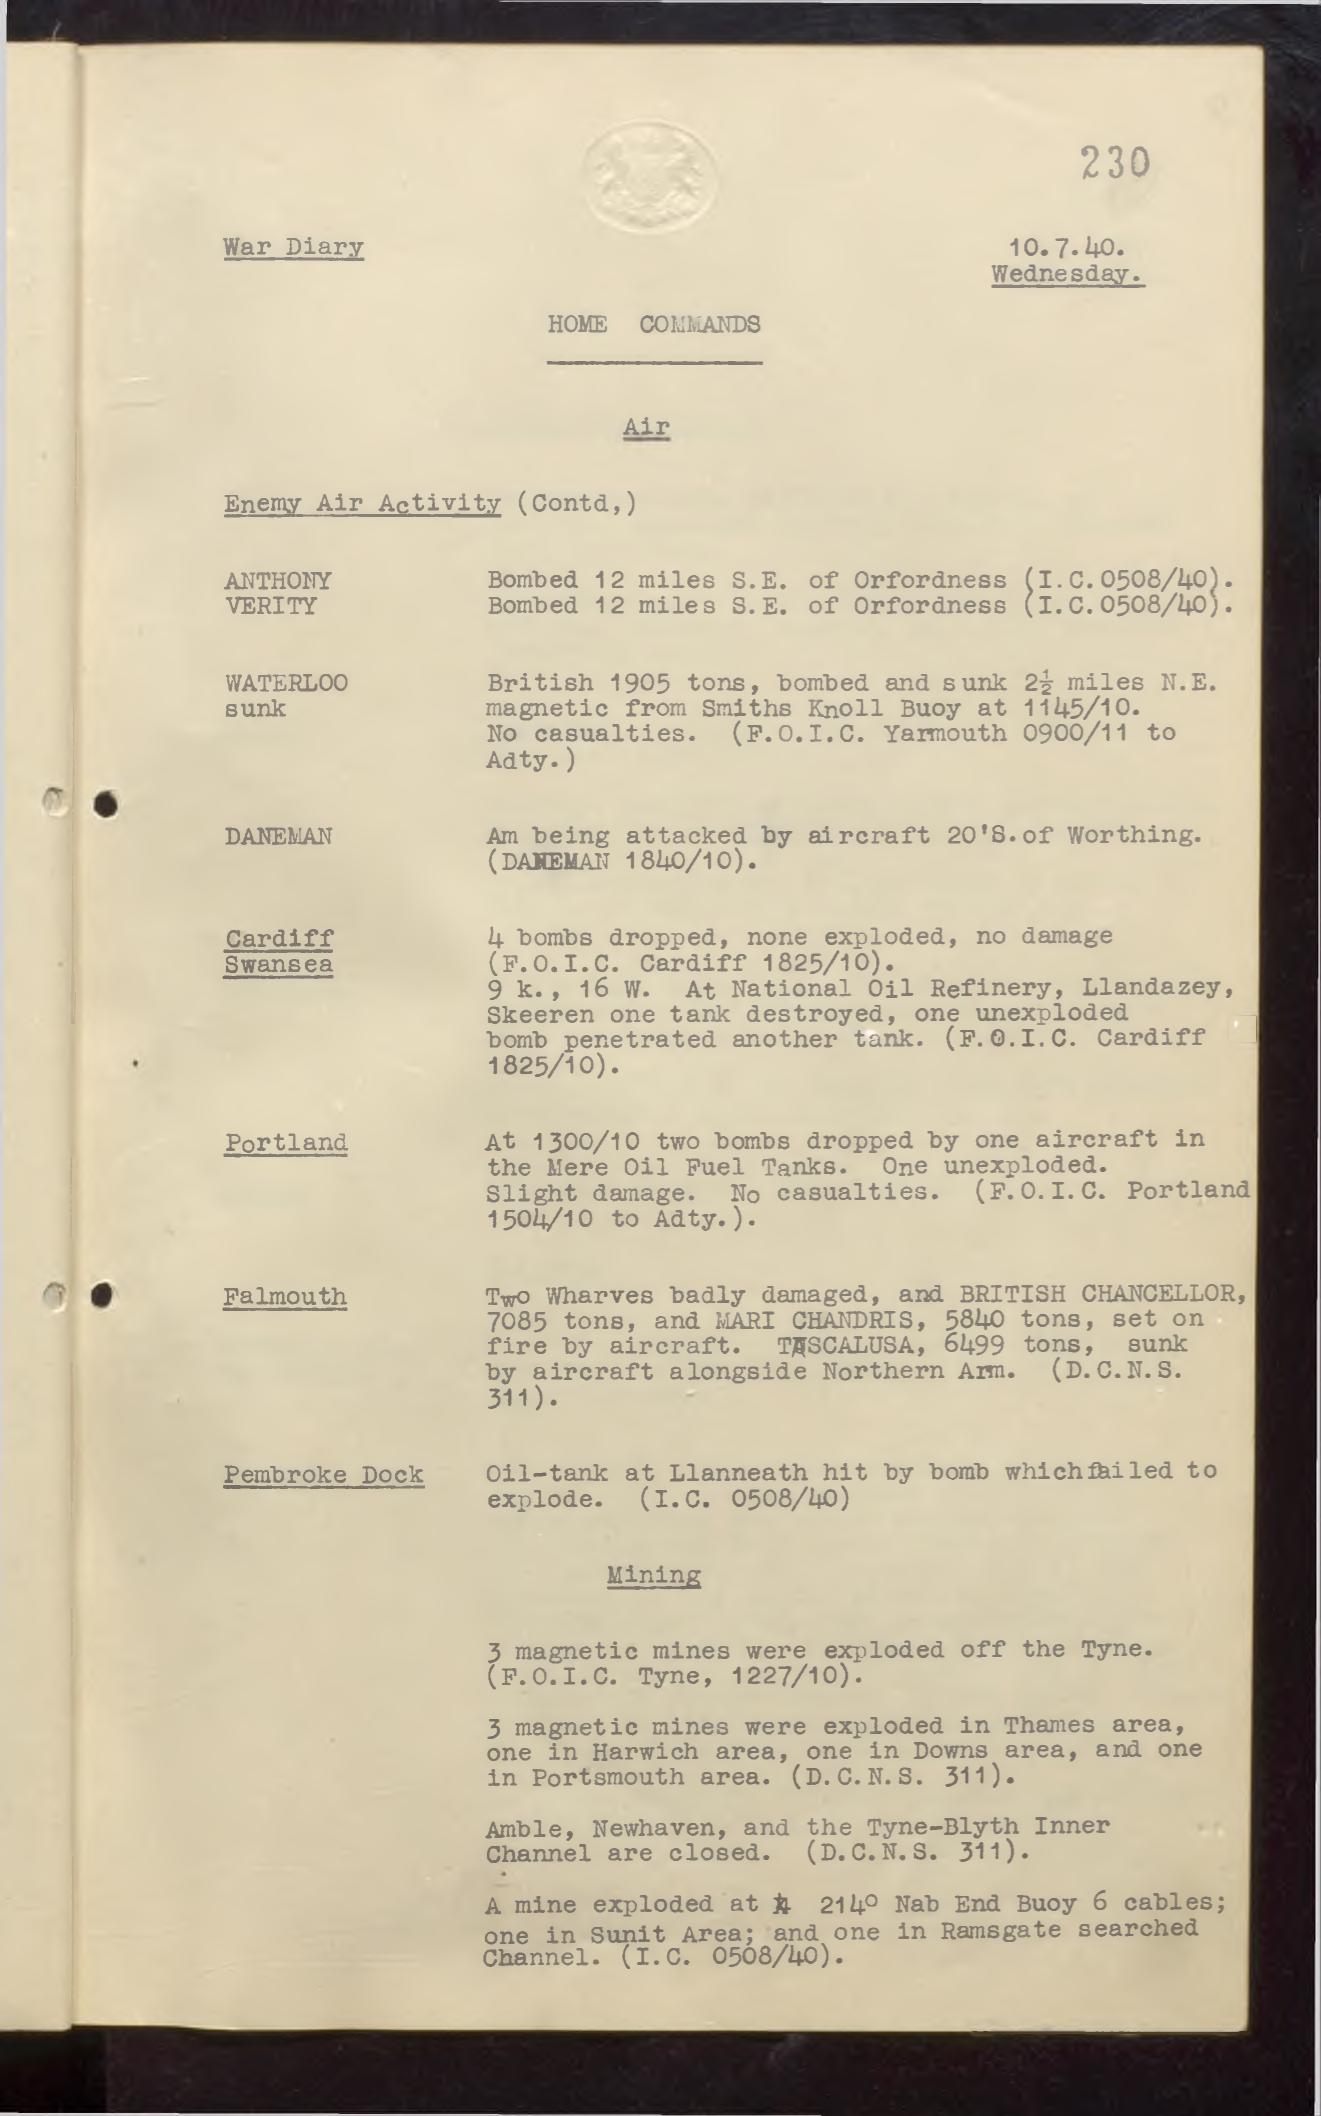 230
War Diary
10.7.40.
Wednesday.
HOME COMMANDS
Air
Enemy Air Activity (Contd,)
ANTHONY Bombed 12 miles S.E. of Orfordness (I.C.0508/40).
VERITY Bombed 12 miles S.E. of Orfordness (I.C.0508/40).
WATERLOO British 1905 tons, bombed and sunk 2½ miles N.E.
sunk magnetic from Smiths Knoll Buoy at 1145/10.
No casualties. (F.O.I.C. Yarmouth 0900/11 to
Adty.)
DANEMAN Am being attacked by aircraft 20'S.of Worthing.
(DANEMAN 1840/10).
Cardiff 4 bombs dropped, none exploded, no damage
Swansea (F.O.I.C. Cardiff 1825/10).
9 k., 16 W. At National Oil Refinery, Llandazey,
Skeeren one tank destroyed, one unexploded
bomb penetrated another tank. (F.O.I.C. Cardiff
1825/10).
Portland At 1300/10 two bombs dropped by one aircraft in
the Mere Oil Fuel Tanks. One unexploded.
Slight damage. No casualties. (F.O.I.C. Portland
1504/10 to Adty.).
Falmouth Two Wharves badly damaged, and BRITISH CHANCELLOR,
7085 tons, and MARI CHANDRIS, 5840 tons, set on
fire by aircraft. TASCALUSA, 6499 tons, sunk
by aircraft alongside Northern Arm. (D.C.N.S.
311).
Pembroke Dock Oil-tank at Llanneath hit by bomb which failed to
explode. (I.C. 0508/40)
Mining
3 magnetic mines were exploded off the Tyne.
(F.O.I.C. Tyne, 1227/10).
3 magnetic mines were exploded in Thames area,
one in Harwich area, one in Downs area, and one
in Portsmouth area. (D.C.N.S. 311).
Amble, Newhaven, and the Tyne-Blyth Inner
Channel are closed. (D.C.N.S. 311).
A mine exploded at 214° Nab End Buoy 6 cables;
one in Sunit Area; and one in Ramsgate searched
Channel. (I.C. 0508/40).